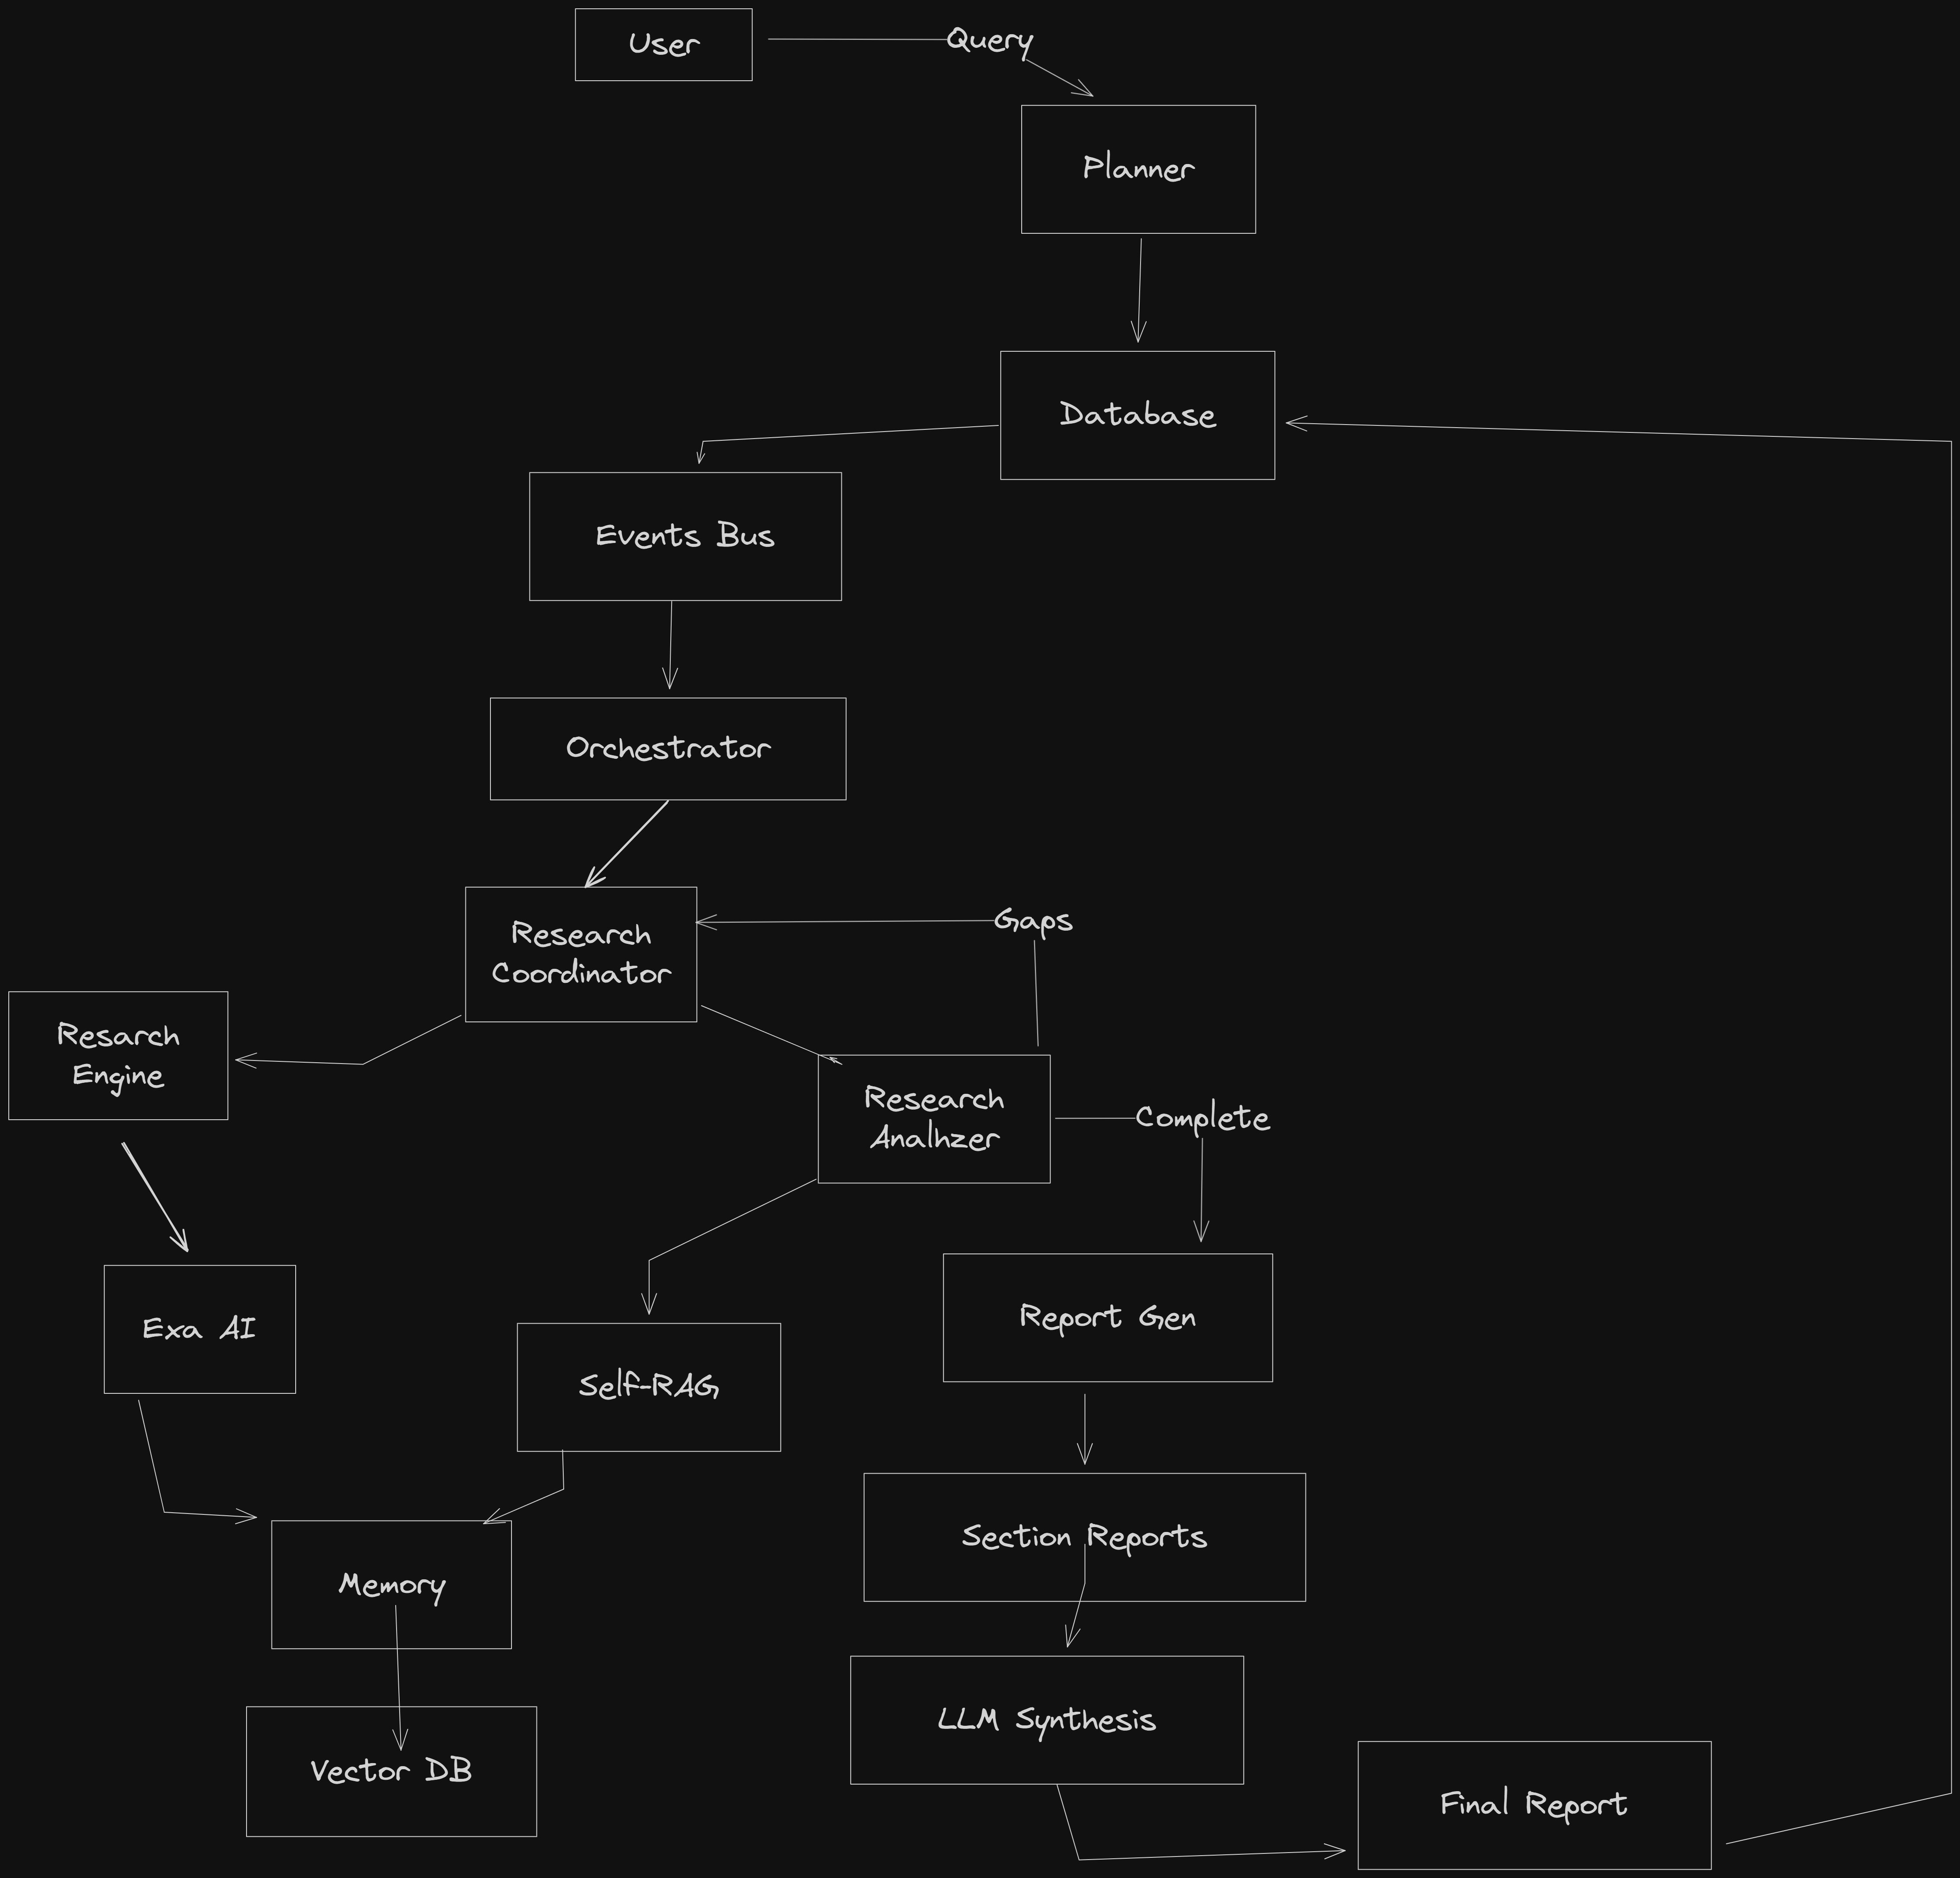 User
Query
Planner
Database
Events Bus
Orchestrator
Research
Coordinator
Gaps
Resarch
Engine
Research
Analhzer
Complete
Exa AI
Self-RAG
Report Gen
Section Reports
Memory
LLM Synthesis
Vector DB
Final Report